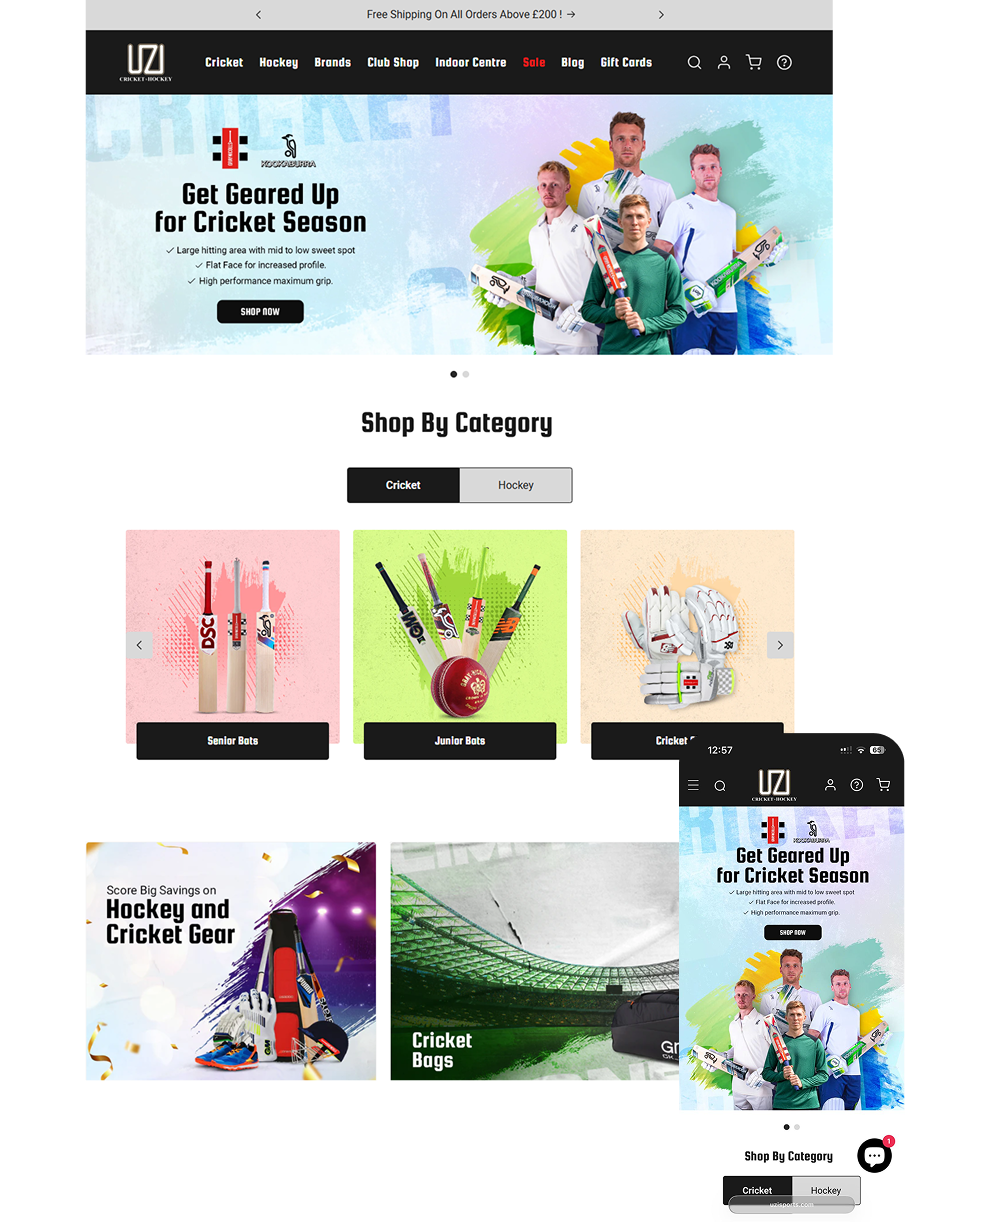 Free Shipping On All Orders Above £200 ! →
UZI
CRICKET-HOCKEY
Cricket Hockey Brands Club Shop Indoor Centre Sale Blog Gift Cards
CRICKET
KOOKABURRA
Get Geared Up
for Cricket Season
✓ Large hitting area with mid to low sweet spot
✓ Flat Face for increased profile.
✓ High performance maximum grip.
SHOP NOW
Shop By Category
Cricket Hockey
DSC
GM
Senior Bats
Junior Bats
Cricket
Score Big Savings on
Hockey and
Cricket Gear
GM
Cricket
Bags
12:57
65
UZI
CRICKET-HOCKEY
KOOKABURRA
Get Geared Up
for Cricket Season
✓ Large hitting area with mid to low sweet spot
✓ Flat Face for increased profile.
✓ High performance maximum grip.
SHOP NOW
Shop By Category
1
Cricket Hockey
uzisports.com